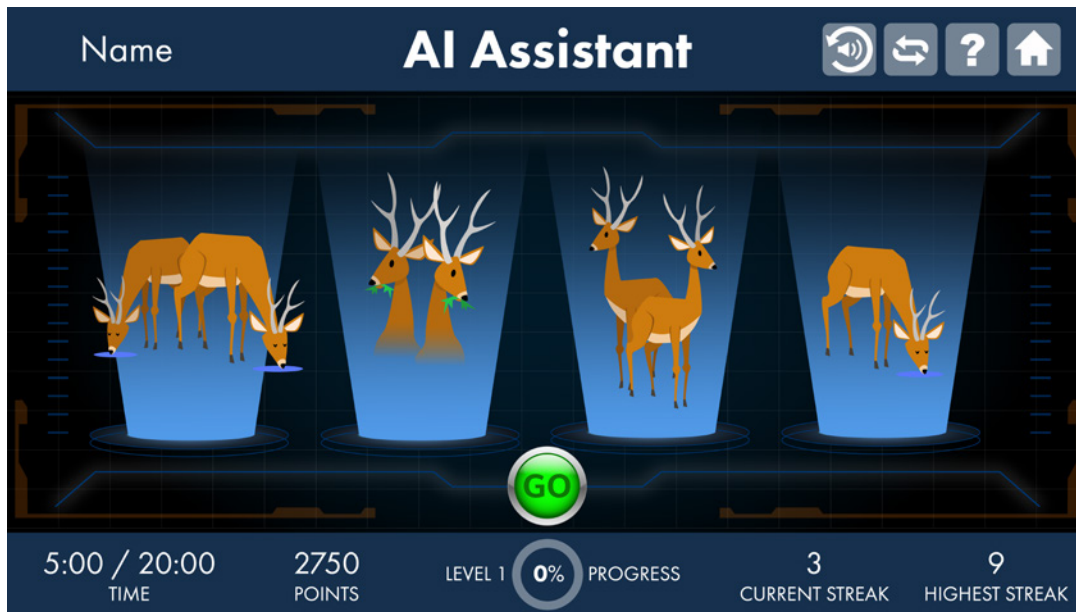 Name
AI Assistant
?
GO
5:00 / 20:00
TIME
2750
POINTS
LEVEL 1
0%
PROGRESS
3
CURRENT STREAK
9
HIGHEST STREAK